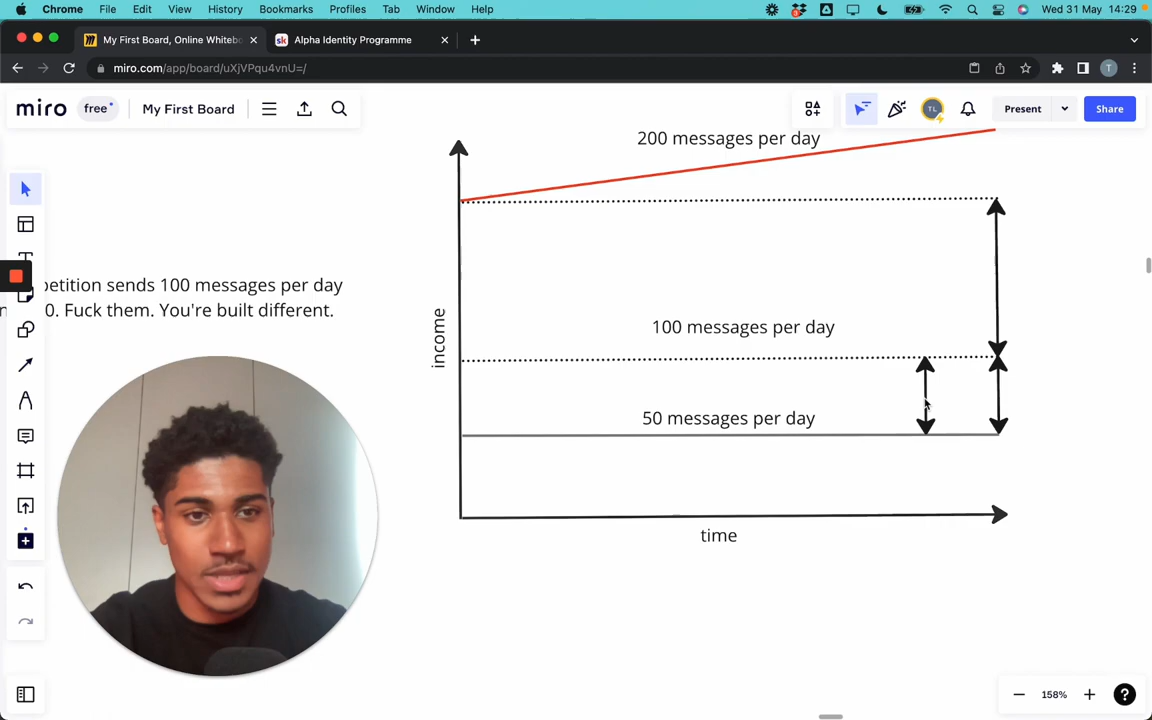 Chrome File Edit View History Bookmarks Profiles Tab Window Help Wed 31 May 14:29
My First Board, Online Whitebo Alpha Identity Programme
miro.com/app/board/uXjVPqu4vnU=/ T
miro free My First Board TL Present Share
200 messages per day
petition sends 100 messages per day
0. Fuck them. You're built different.
100 messages per day
income
50 messages per day
time
158%